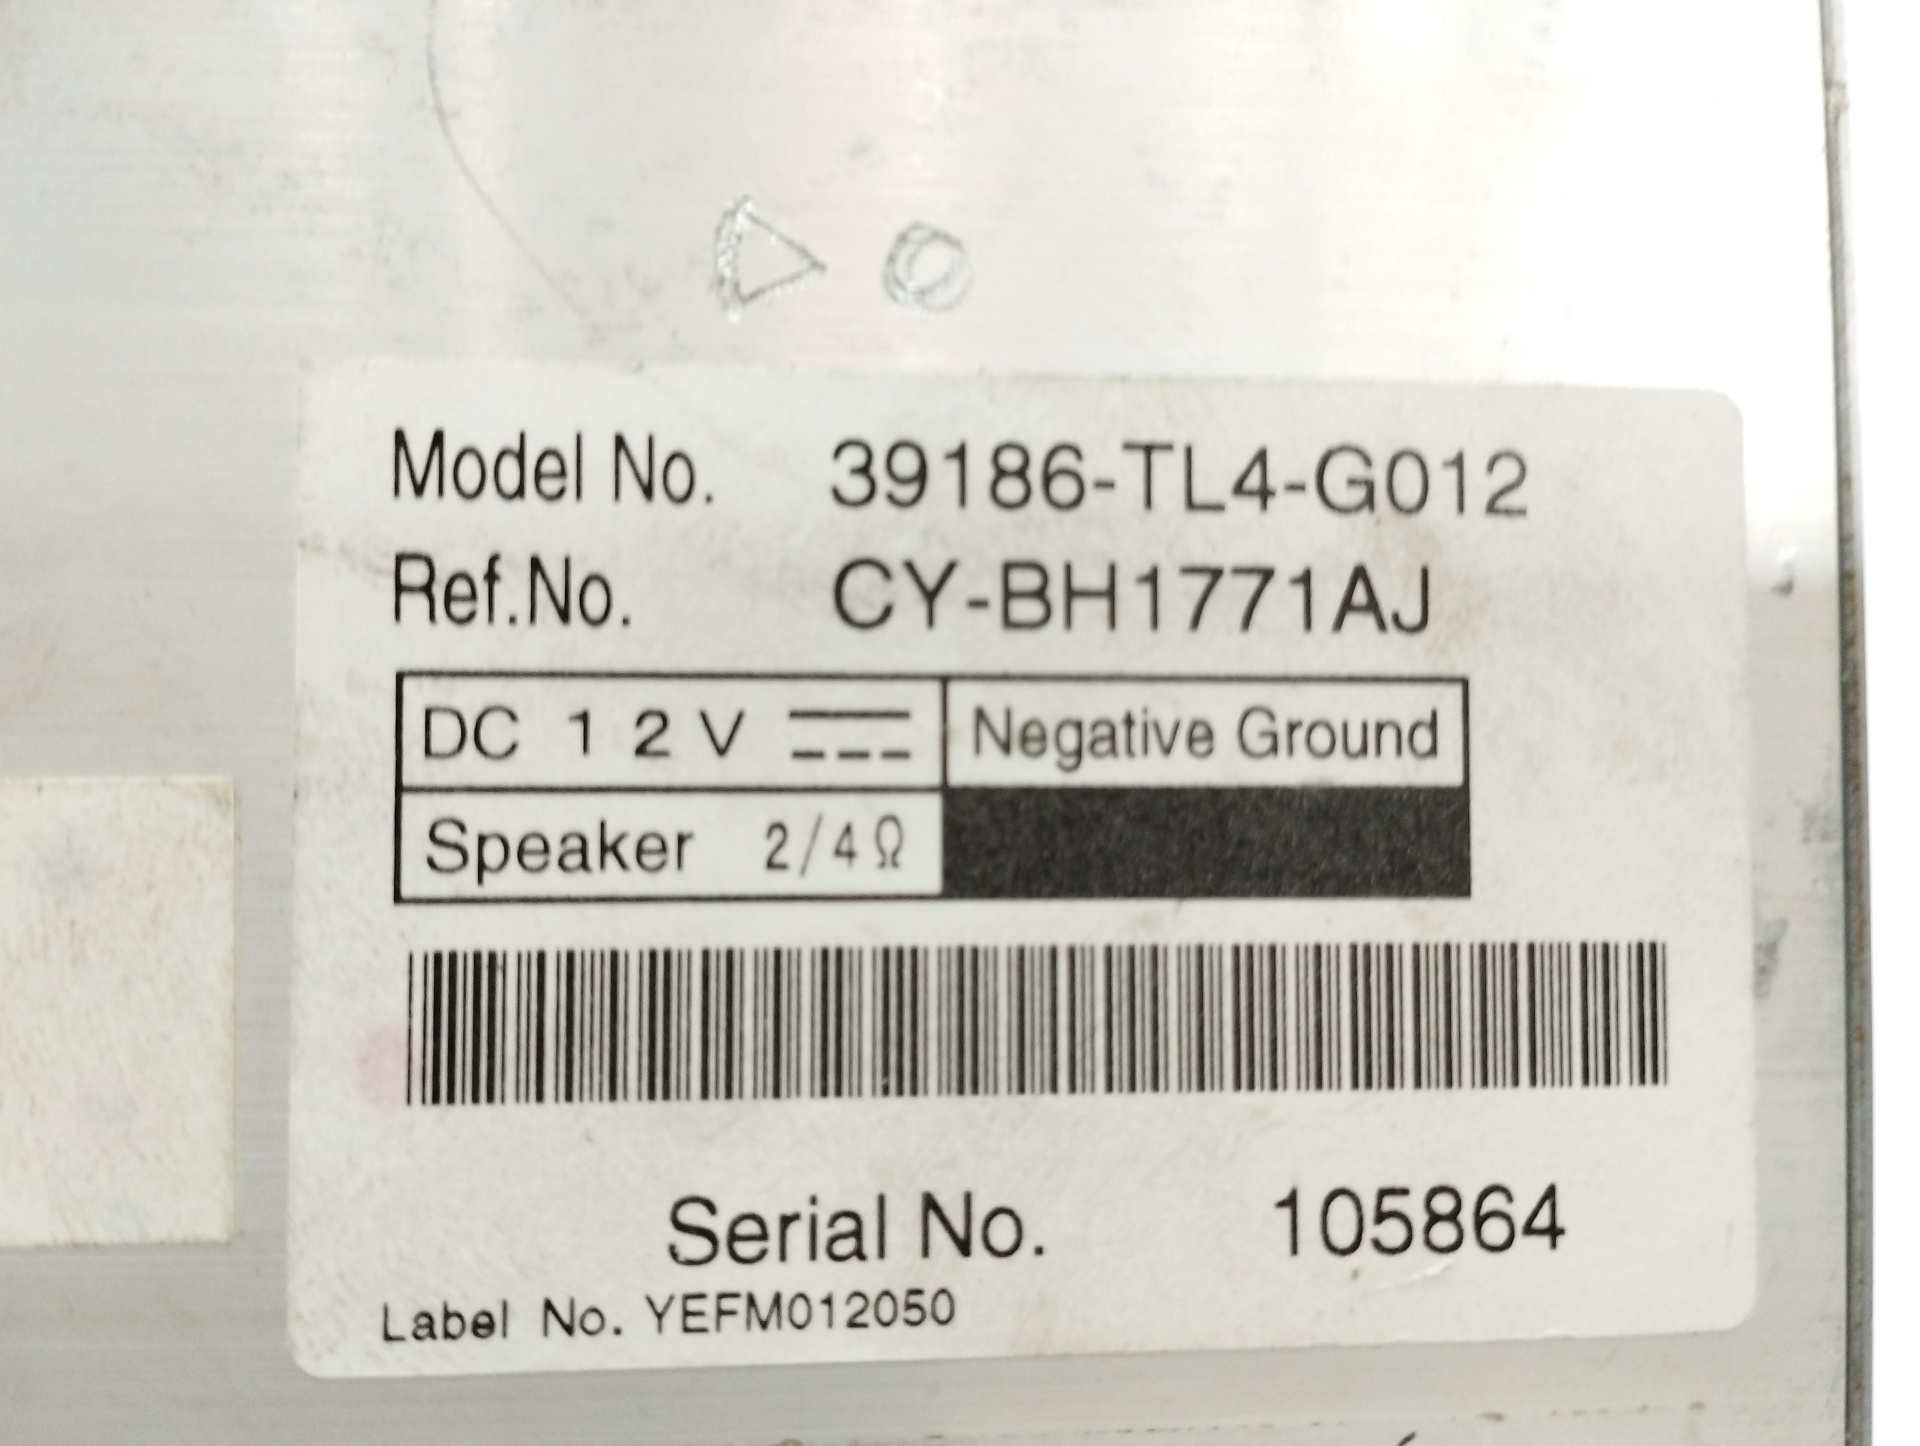 Model No. 39186-TL4-G012
Ref.No. CY-BH1771AJ
DC 12V Negative Ground
Speaker 2/4Ω
Serial No. 105864
Label No. YEFM012050